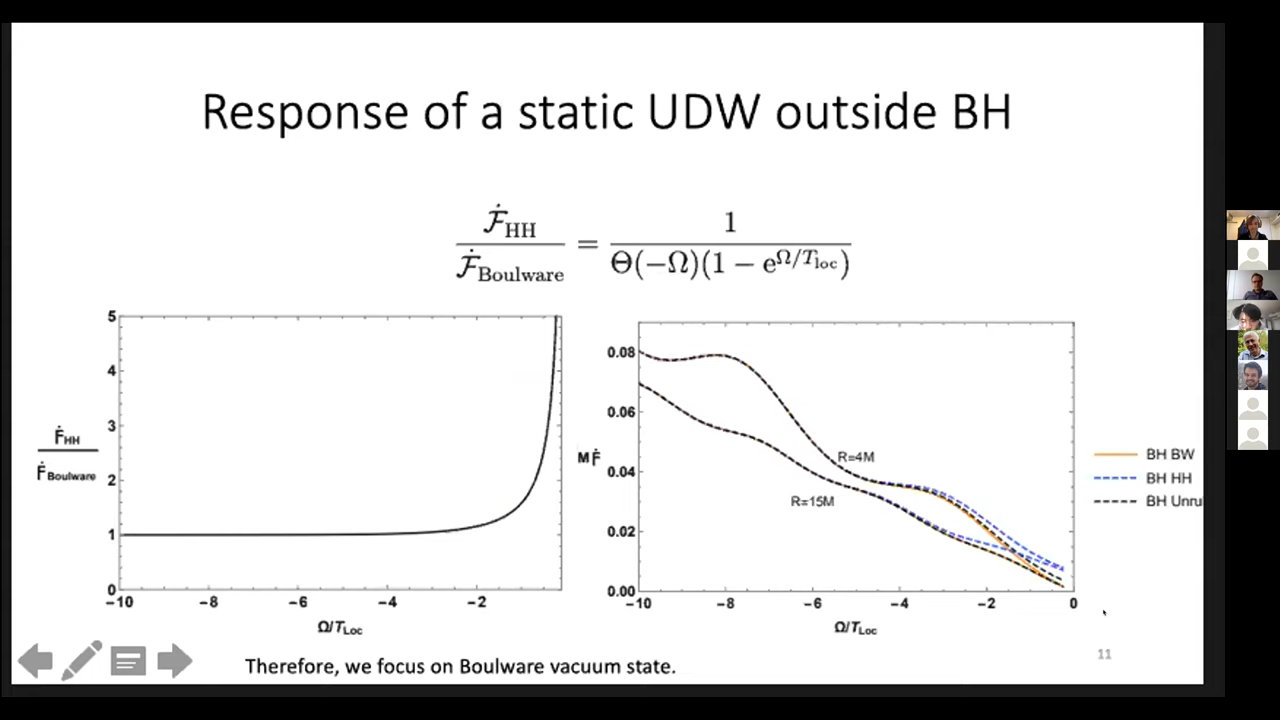 Response of a static UDW outside BH
Ḟ_HH / Ḟ_Boulware = 1 / (Θ(−Ω)(1 − e^{Ω/T_loc}))
5
4
3
2
1
0
−10 −8 −6 −4 −2
Ω/T_Loc
Ḟ_HH
Ḟ_Boulware
0.08
0.06
0.04
0.02
0.00
−10 −8 −6 −4 −2 0
Ω/T_Loc
M Ḟ
R=4M
R=15M
BH BW
BH HH
BH Unru
Therefore, we focus on Boulware vacuum state.
11